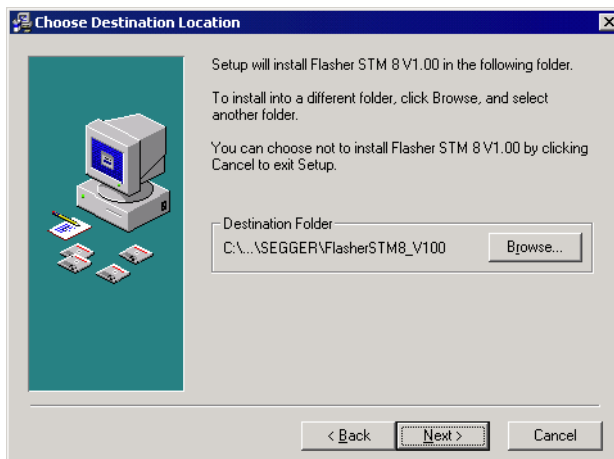 Choose Destination Location
Setup will install Flasher STM 8 V1.00 in the following folder.
To install into a different folder, click Browse, and select
another folder.
You can choose not to install Flasher STM 8 V1.00 by clicking
Cancel to exit Setup.
Destination Folder
C:\...\SEGGER\FlasherSTM8_V100
Browse...
< Back
Next >
Cancel